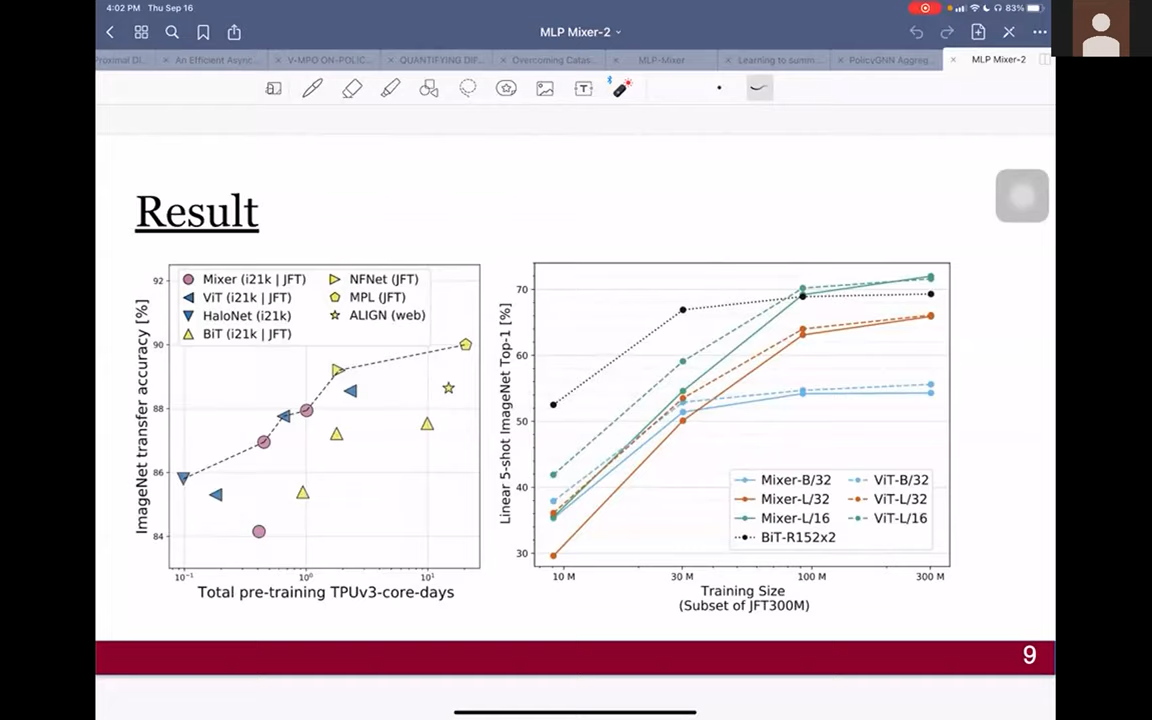 4:02 PM Thu Sep 16
83%
MLP Mixer-2
An Efficient Async...
V-MPO ON-POLIC...
QUANTIFYING DIF...
Overcoming Catas...
MLP-Mixer
Learning to summ...
PolicyGNN Aggreg...
MLP Mixer-2
Result
Mixer (i21k | JFT)
ViT (i21k | JFT)
HaloNet (i21k)
BiT (i21k | JFT)
NFNet (JFT)
MPL (JFT)
ALIGN (web)
ImageNet transfer accuracy [%]
92
90
88
86
84
10⁻¹
10⁰
10¹
Total pre-training TPUv3-core-days
Linear 5-shot ImageNet Top-1 [%]
70
60
50
40
30
Mixer-B/32
Mixer-L/32
Mixer-L/16
BiT-R152x2
ViT-B/32
ViT-L/32
ViT-L/16
10 M
30 M
100 M
300 M
Training Size
(Subset of JFT300M)
9